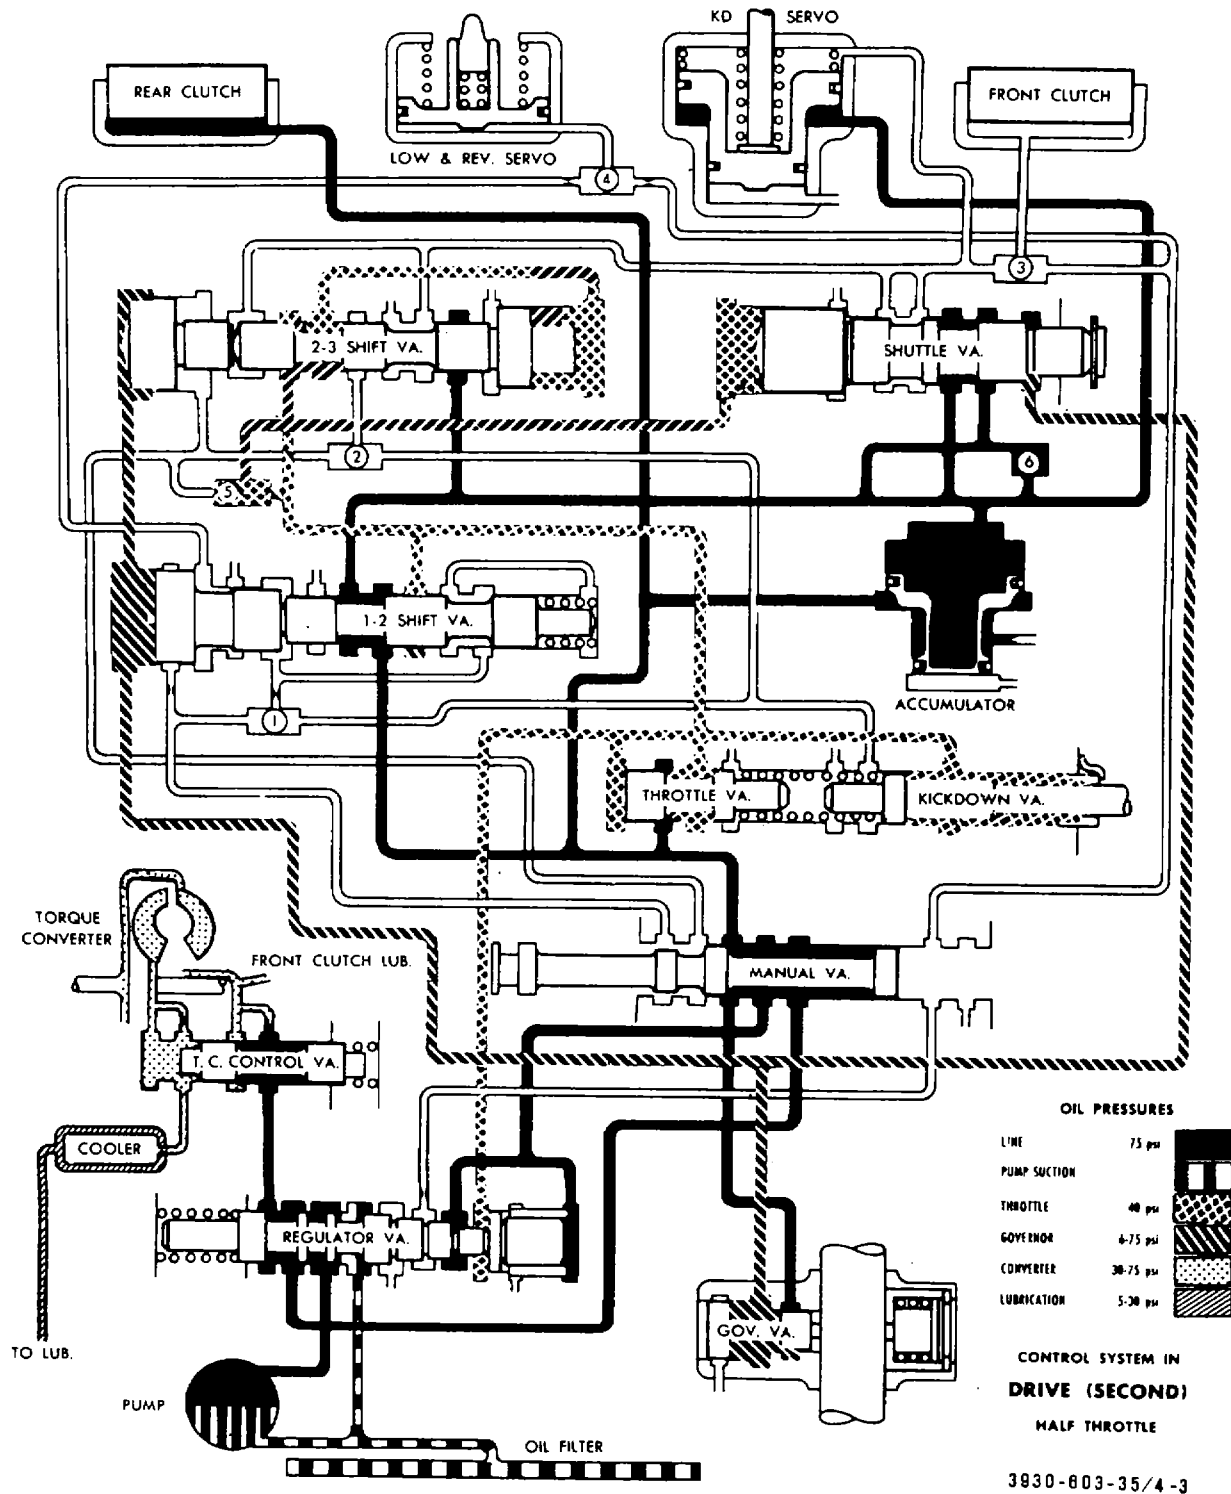 KD SERVO
REAR CLUTCH
FRONT CLUTCH
LOW & REV. SERVO
4
3
2-3 SHIFT VA.
SHUTTLE VA.
2
6
5
1-2 SHIFT VA.
ACCUMULATOR
1
THROTTLE VA.
KICKDOWN VA.
TORQUE
CONVERTER
FRONT CLUTCH LUB.
MANUAL VA.
T.C. CONTROL VA.
COOLER
OIL PRESSURES
LINE 75 psi
PUMP SUCTION
THROTTLE 40 psi
GOVERNOR 6-75 psi
CONVERTER 30-75 psi
LUBRICATION 5-30 psi
REGULATOR VA.
GOV. VA.
TO LUB.
PUMP
OIL FILTER
CONTROL SYSTEM IN
DRIVE (SECOND)
HALF THROTTLE
3930-603-35/4-3